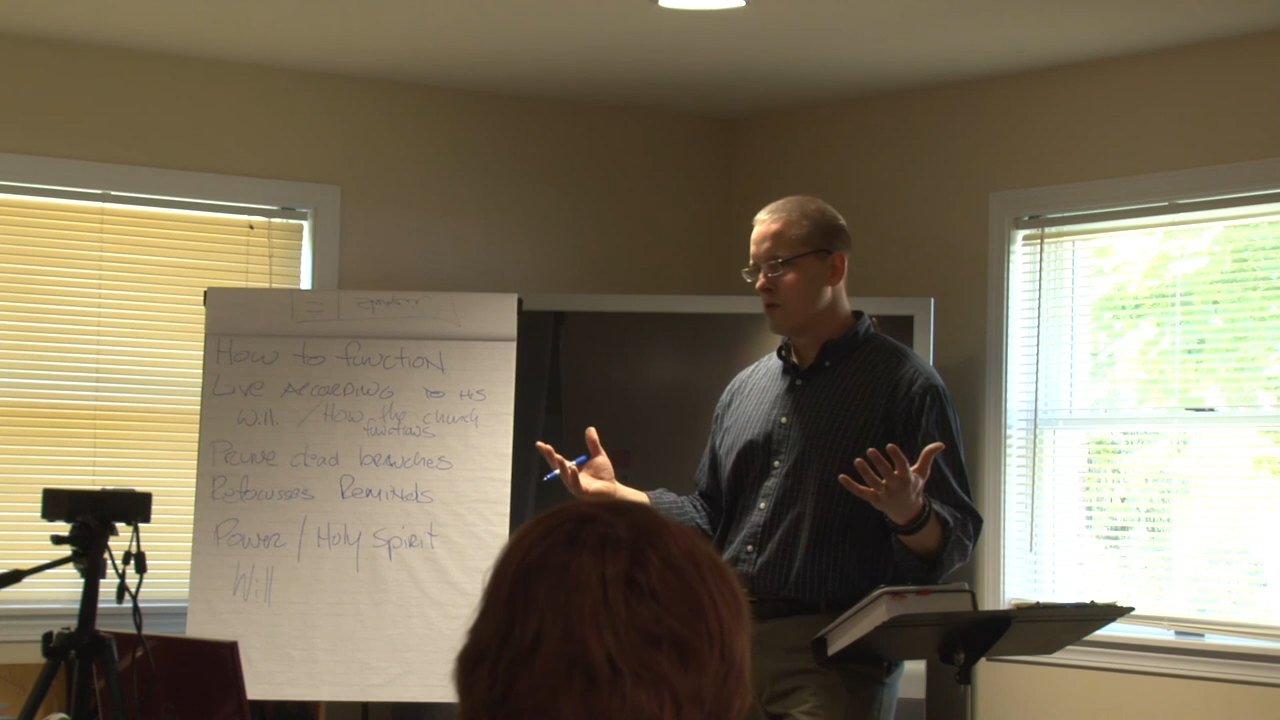 How to function
Live According to His
Will / How the church
functions
Prune dead branches
Refocusses Reminds
Power / Holy Spirit
Will